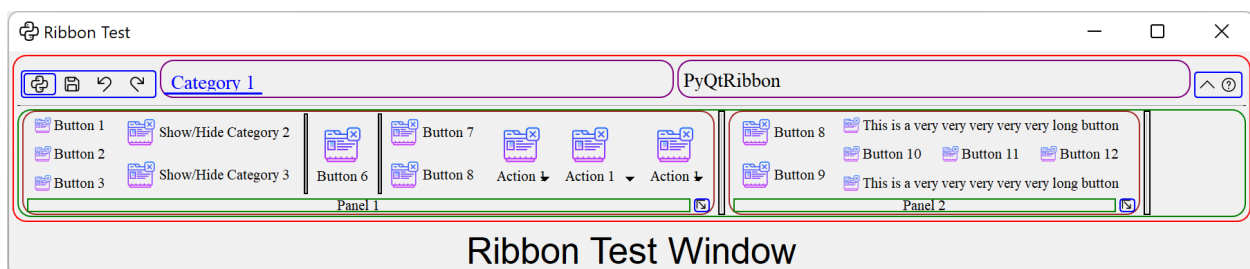 Ribbon Test
Category 1
PyQtRibbon
Button 1
Button 2
Button 3
Show/Hide Category 2
Show/Hide Category 3
Button 6
Button 7
Button 8
Action 1
Action 1
Action 1
Panel 1
Button 8
Button 9
This is a very very very very very long button
Button 10 Button 11 Button 12
This is a very very very very very long button
Panel 2
Ribbon Test Window